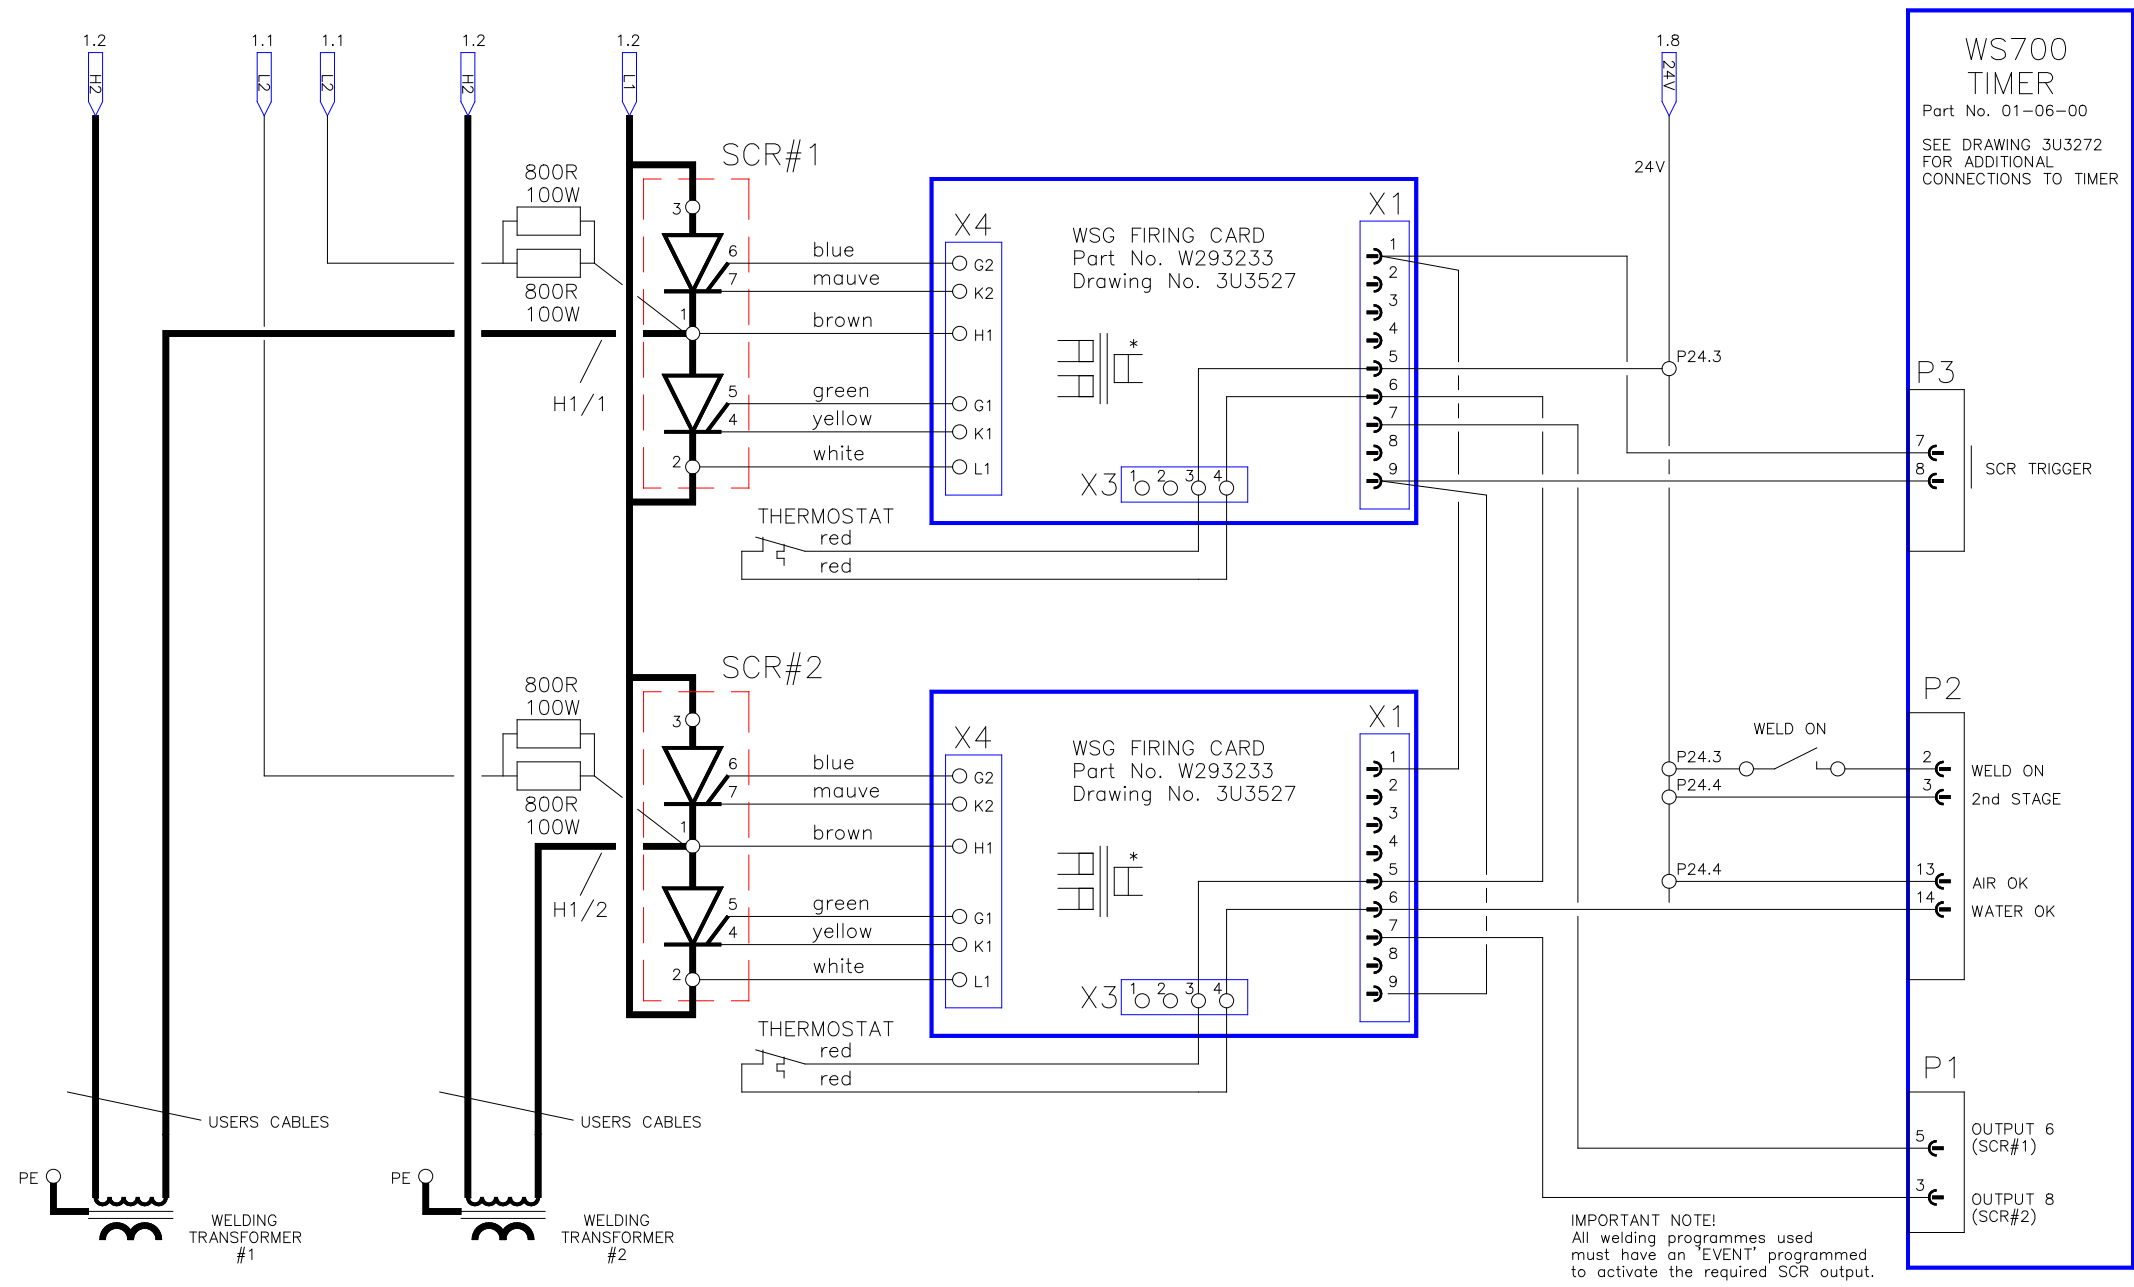 1.2
1.1
1.1
1.2
1.2
1.8
H2
L2
L2
H2
L1
24V
24V
WS700
TIMER
Part No. 01-06-00
SEE DRAWING 3U3272
FOR ADDITIONAL
CONNECTIONS TO TIMER
SCR#1
800R
100W
800R
100W
H1/1
3
6
7
1
5
4
2
blue
mauve
brown
green
yellow
white
X4
G2
K2
H1
G1
K1
L1
WSG FIRING CARD
Part No. W293233
Drawing No. 3U3527
*
X3
1 2 3 4
X1
1
2
3
4
5
6
7
8
9
THERMOSTAT
red
red
P24.3
P3
7
8
SCR TRIGGER
SCR#2
800R
100W
800R
100W
H1/2
3
6
7
1
5
4
2
blue
mauve
brown
green
yellow
white
X4
G2
K2
H1
G1
K1
L1
WSG FIRING CARD
Part No. W293233
Drawing No. 3U3527
*
X3
1 2 3 4
X1
1
2
3
4
5
6
7
8
9
THERMOSTAT
red
red
P2
WELD ON
P24.3
2
WELD ON
P24.4
3
2nd STAGE
P24.4
13
AIR OK
14
WATER OK
P1
5
OUTPUT 6
(SCR#1)
3
OUTPUT 8
(SCR#2)
USERS CABLES
USERS CABLES
PE
PE
WELDING
TRANSFORMER
#1
WELDING
TRANSFORMER
#2
IMPORTANT NOTE!
All welding programmes used
must have an 'EVENT' programmed
to activate the required SCR output.